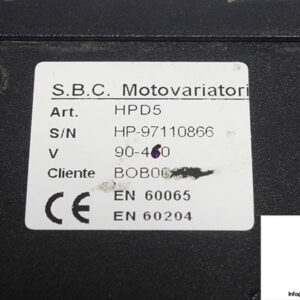 S.B.C. Motovariatori
Art. HPD5
S/N HP-97110866
V 90-460
Cliente BOB00
CE EN 60065
EN 60204